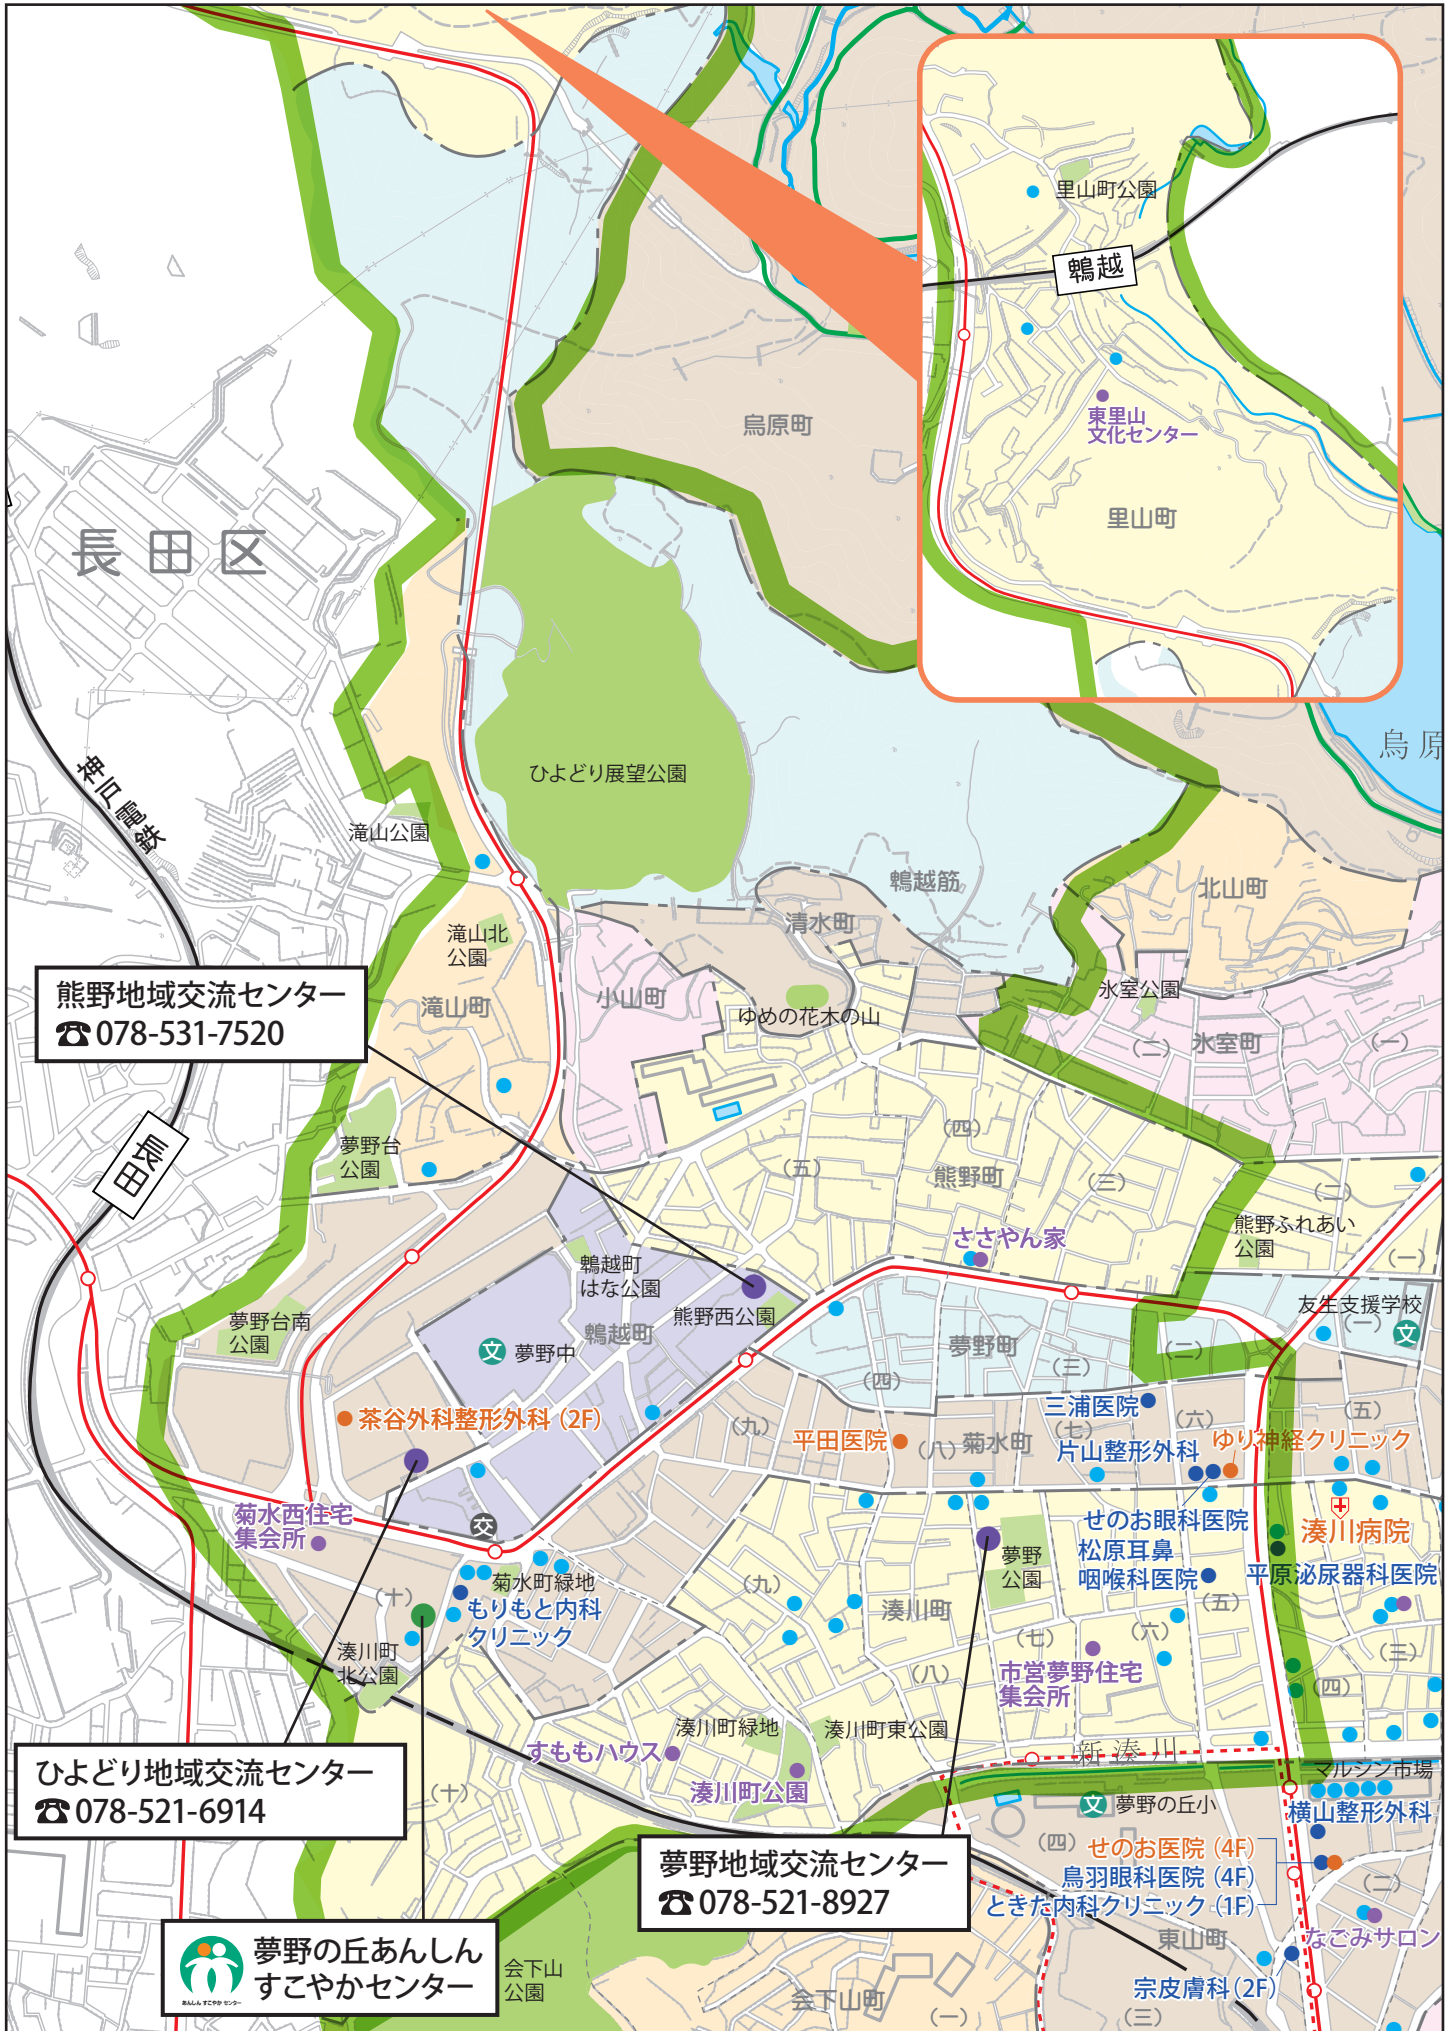 里山町公園
鵯越
東里山
文化センター
里山町
烏原町
長田区
烏原
神戸電鉄
ひよどり展望公園
滝山公園
鵯越筋
北山町
清水町
滝山北
公園
熊野地域交流センター
☎078-531-7520
滝山町
小山町
ゆめの花木の山
氷室公園
(二)
氷室町
(一)
長田
夢野台
公園
(四)
(五)
熊野町
(三)
(二)
熊野ふれあい
公園
(一)
ささやん家
鵯越町
はな公園
夢野台南
公園
熊野西公園
鵯越町
文
夢野中
友生支援学校
(一)
文
夢野町
(二)
(三)
(四)
茶谷外科整形外科(2F)
三浦医院
(九)
平田医院
(八)
菊水町
(七)
(六)
(五)
片山整形外科
ゆり神経クリニック
菊水西住宅
集会所
交
せのお眼科医院
松原耳鼻
咽喉科医院
湊川病院
平原泌尿器科医院
夢野
公園
菊水町緑地
もりもと内科
クリニック
(十)
(九)
湊川町
(五)
(六)
(七)
(三)
湊川町
北公園
(八)
市営夢野住宅
集会所
(四)
湊川町緑地
湊川町東公園
すももハウス
新湊川
マルシン市場
湊川町公園
ひよどり地域交流センター
☎078-521-6914
(十)
文
夢野の丘小
横山整形外科
(四)
せのお医院(4F)
鳥羽眼科医院(4F)
ときた内科クリニック(1F)
夢野地域交流センター
☎078-521-8927
(二)
なごみサロン
東山町
夢野の丘あんしん
すこやかセンター
あんしん すこやか センター
会下山
公園
宗皮膚科(2F)
会下山町
(一)
(三)